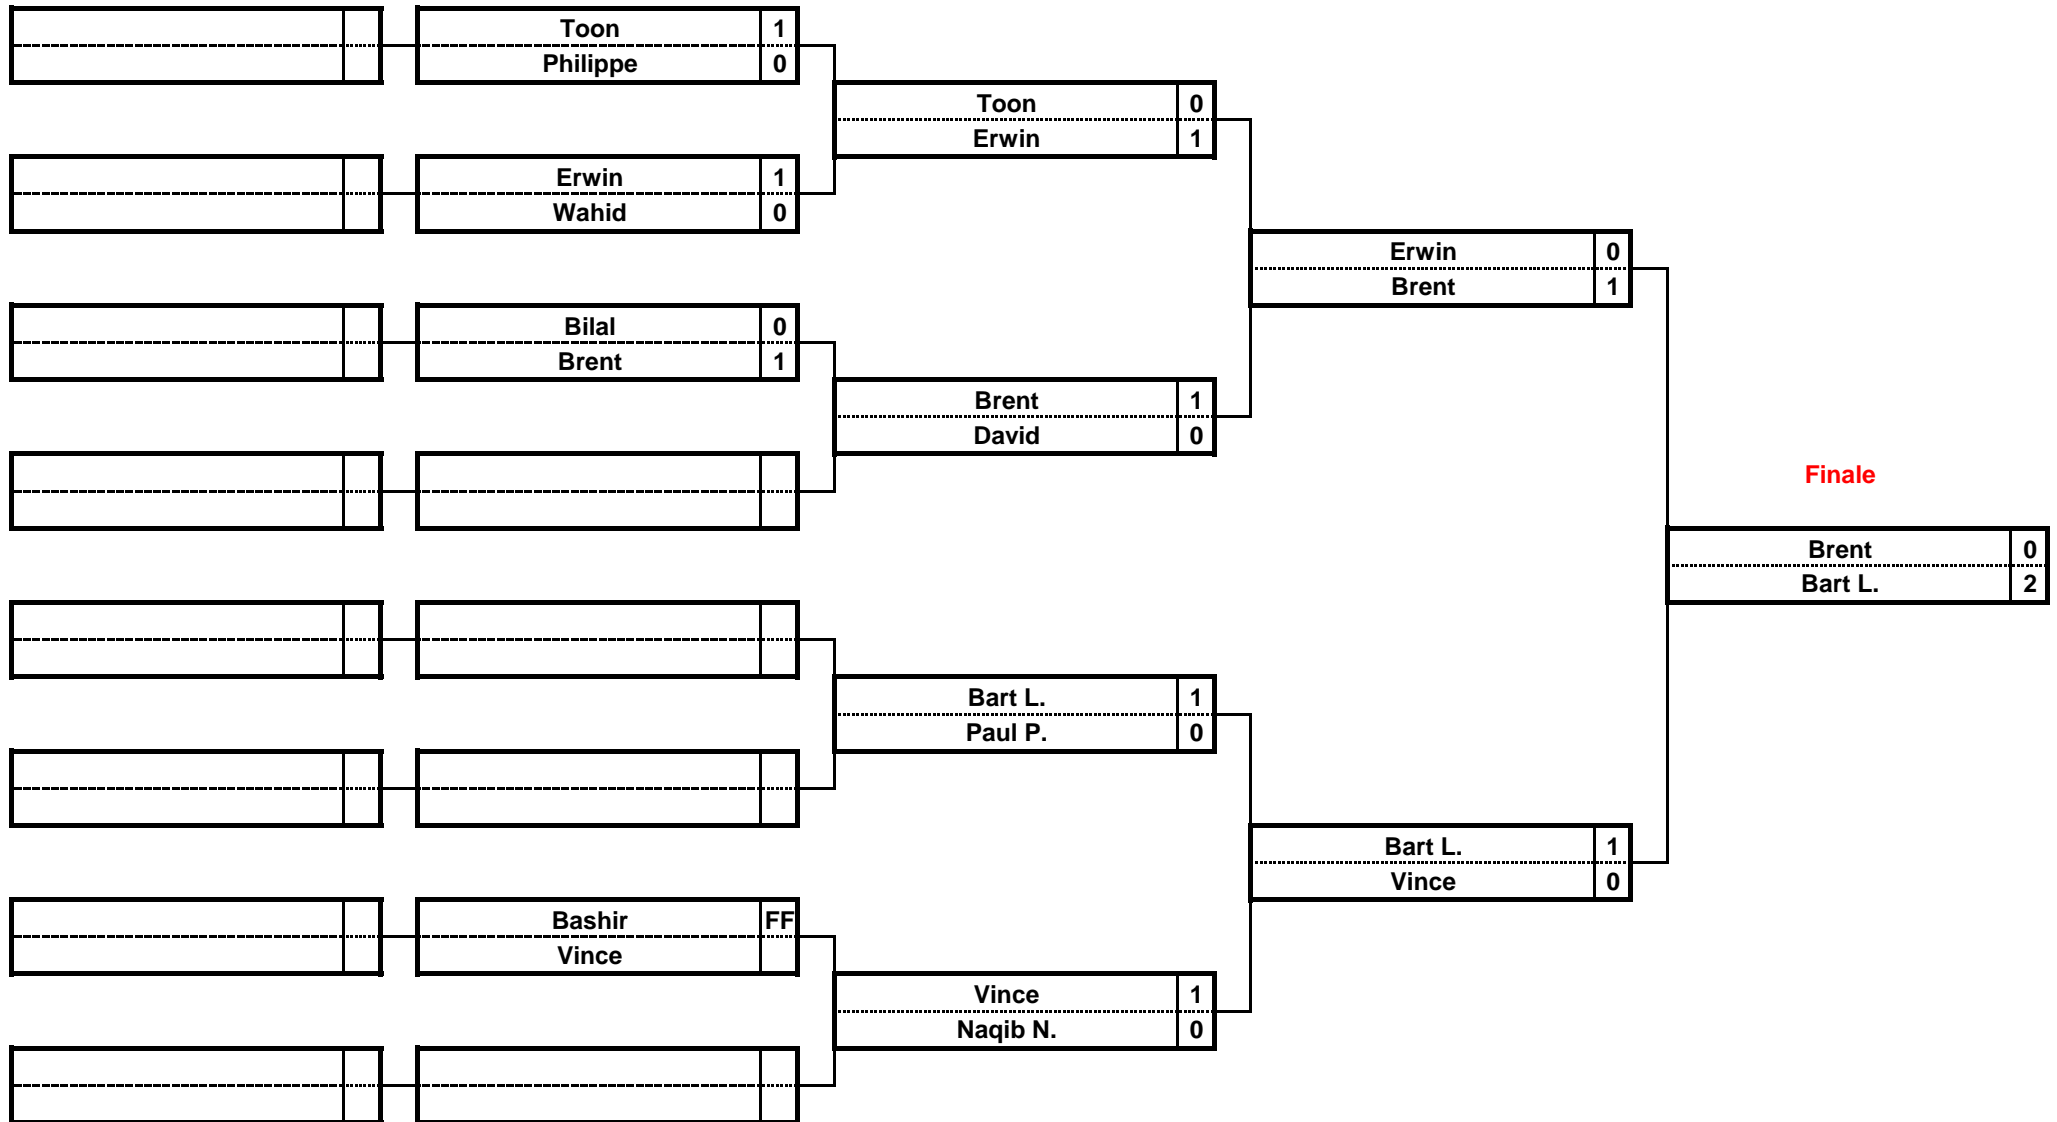 Toon 1
Philippe 0
Erwin 1
Wahid 0
Bilal 0
Brent 1
Bashir FF
Vince
Toon 0
Erwin 1
Brent 1
David 0
Bart L. 1
Paul P. 0
Vince 1
Naqib N. 0
Erwin 0
Brent 1
Bart L. 1
Vince 0
Finale
Brent 0
Bart L. 2